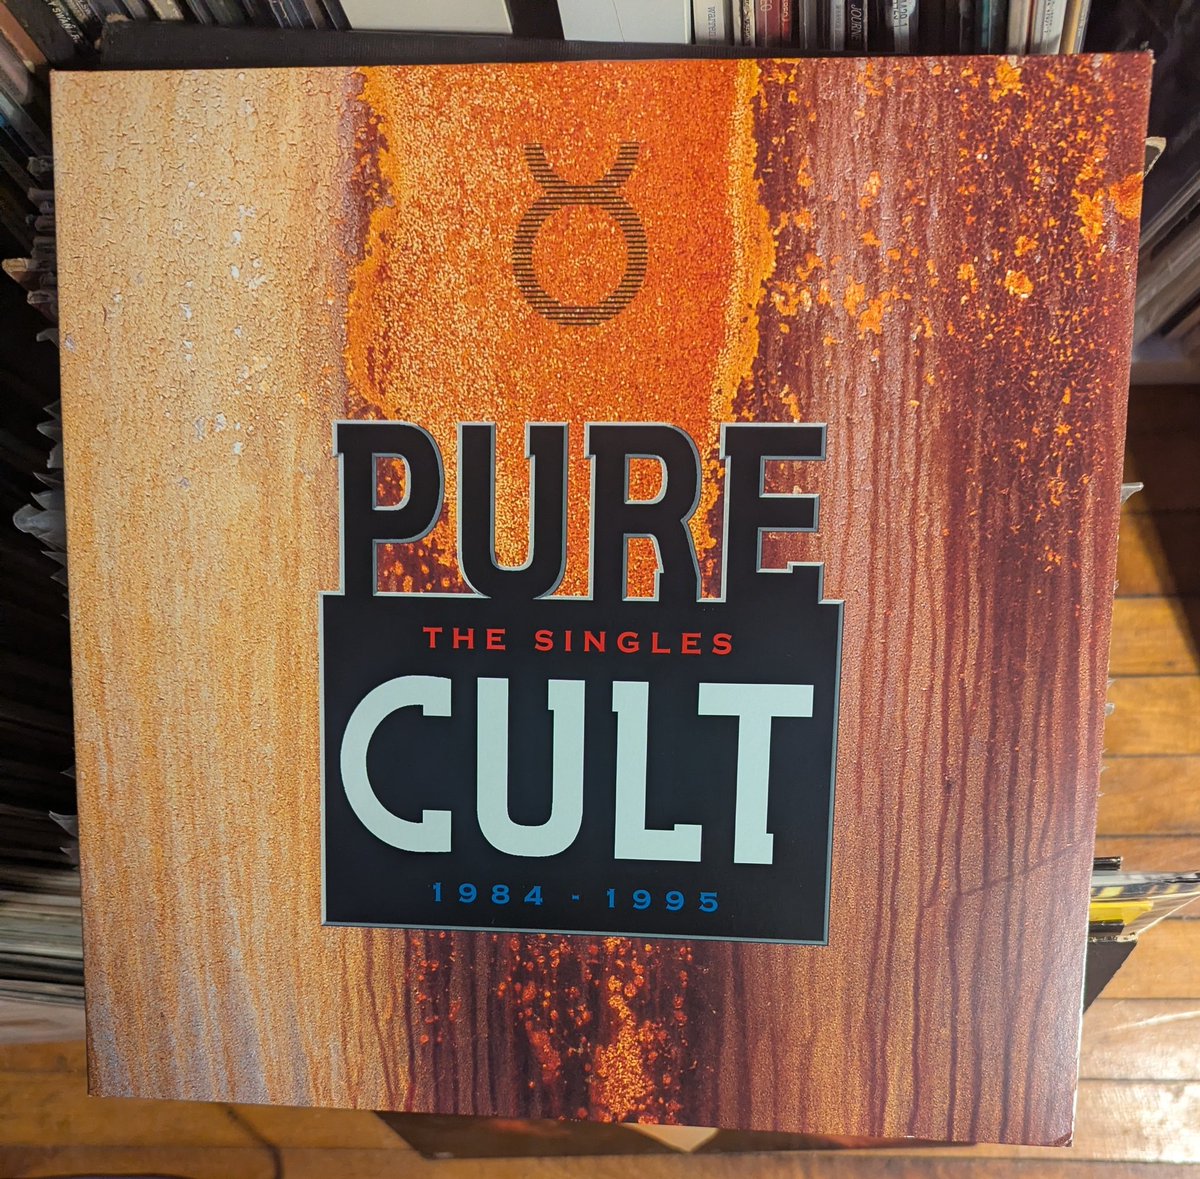 PURE
THE SINGLES
CULT
1984 - 1995